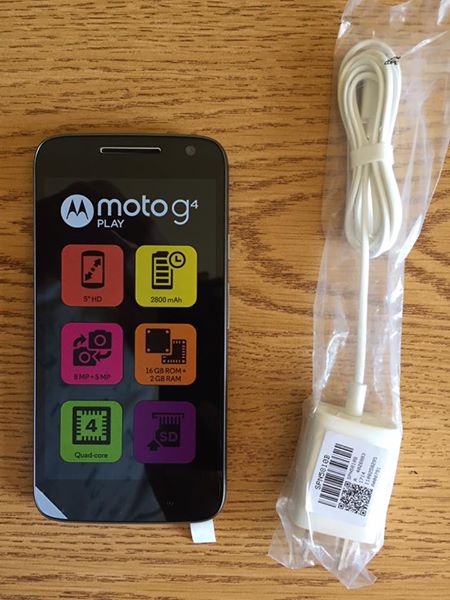 moto g4
PLAY
5" HD
2800 mAh
8 MP + 5 MP
16 GB ROM +
2 GB RAM
4
Quad-core
SD